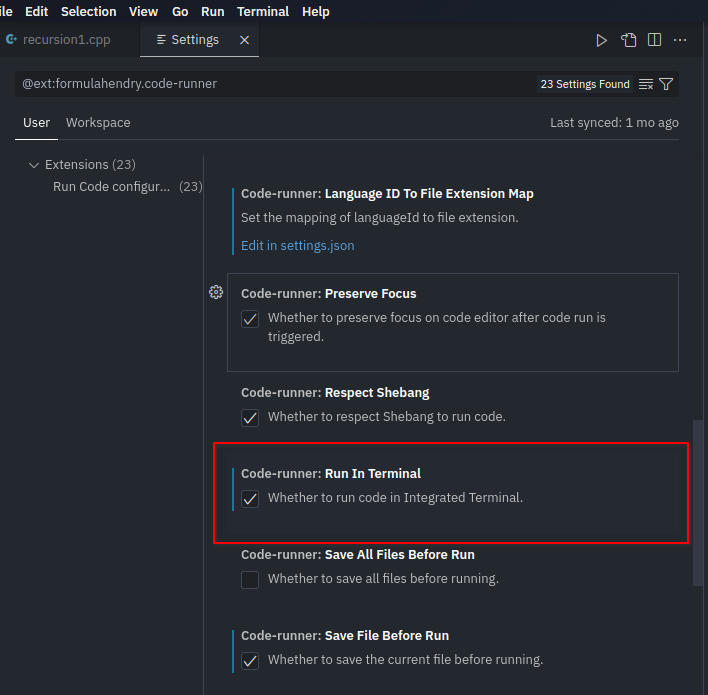 ile Edit Selection View Go Run Terminal Help
recursion1.cpp Settings
@ext:formulahendry.code-runner 23 Settings Found
User Workspace Last synced: 1 mo ago
Extensions (23)
Run Code configur... (23)
Code-runner: Language ID To File Extension Map
Set the mapping of languageId to file extension.
Edit in settings.json
Code-runner: Preserve Focus
Whether to preserve focus on code editor after code run is
triggered.
Code-runner: Respect Shebang
Whether to respect Shebang to run code.
Code-runner: Run In Terminal
Whether to run code in Integrated Terminal.
Code-runner: Save All Files Before Run
Whether to save all files before running.
Code-runner: Save File Before Run
Whether to save the current file before running.